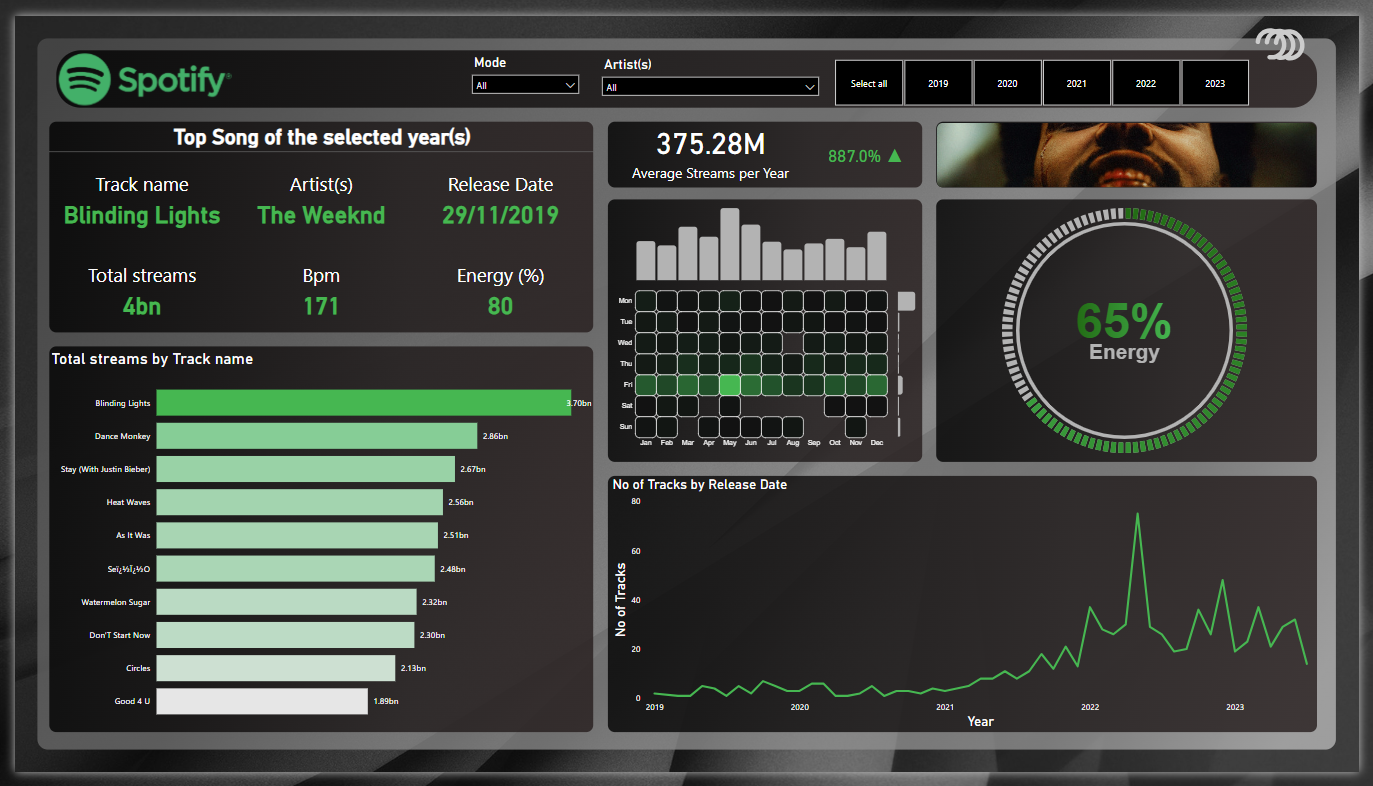 Spotify®
Mode
All
Artist(s)
All
Select all
2019
2020
2021
2022
2023
Top Song of the selected year(s)
Track name
Artist(s)
Release Date
Blinding Lights
The Weeknd
29/11/2019
Total streams
Bpm
Energy (%)
4bn
171
80
375.28M
Average Streams per Year
887.0% ▲
Mon
Tue
Wed
Thu
Fri
Sat
Sun
Jan Feb Mar Apr May Jun Jul Aug Sep Oct Nov Dec
65%
Energy
Total streams by Track name
Blinding Lights 3.70bn
Dance Monkey 2.86bn
Stay (With Justin Bieber) 2.67bn
Heat Waves 2.56bn
As It Was 2.51bn
Seï¿½Ï¿½O 2.48bn
Watermelon Sugar 2.32bn
Don'T Start Now 2.30bn
Circles 2.13bn
Good 4 U 1.89bn
No of Tracks by Release Date
No of Tracks
80
60
40
20
0
2019 2020 2021 2022 2023
Year